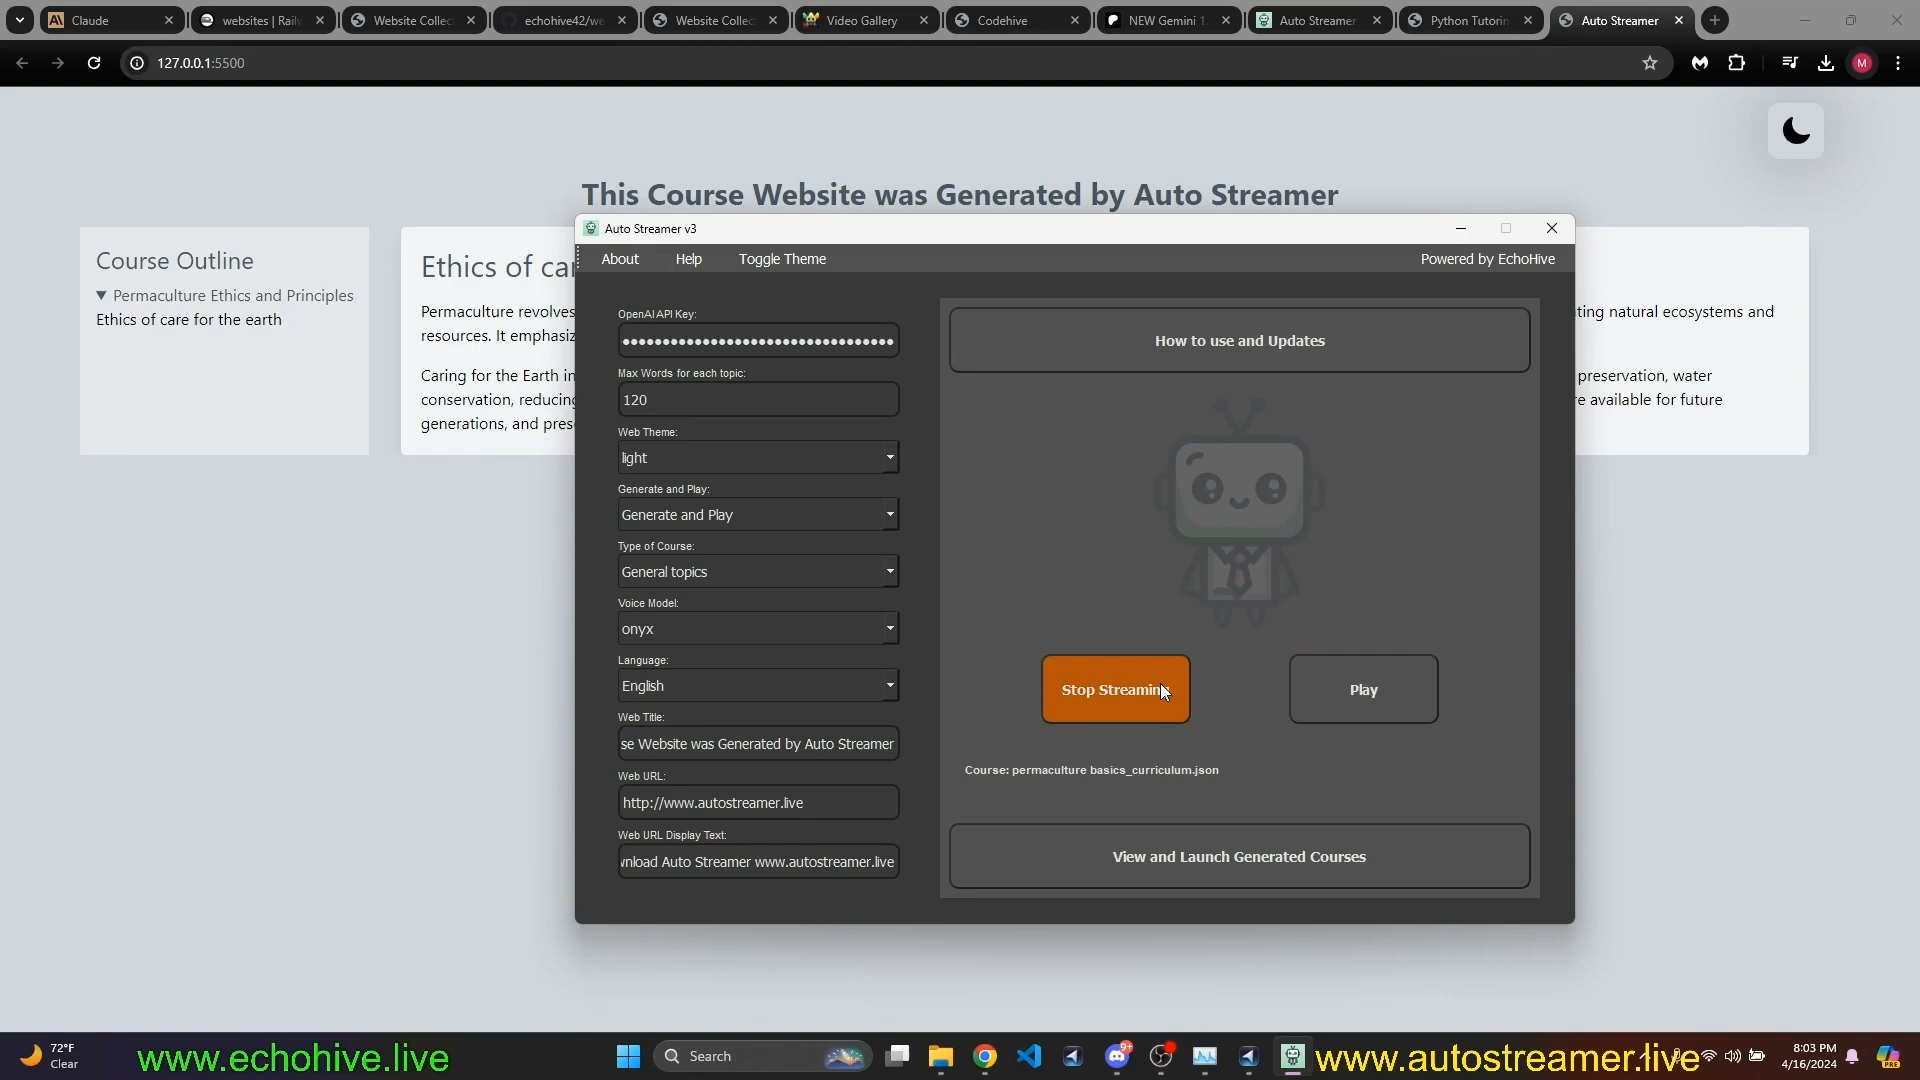 Claude
websites | Rail
Website Collec
echohive42/we
Website Collec
Video Gallery
Codehive
NEW Gemini 1.
Auto Streamer
Python Tutorin
Auto Streamer
127.0.0.1:5500
M
This Course Website was Generated by Auto Streamer
Course Outline
Permaculture Ethics and Principles
Ethics of care for the earth
Ethics of ca
Permaculture revolves
resources. It emphasiz
Caring for the Earth in
conservation, reducing
generations, and pres
ting natural ecosystems and
preservation, water
re available for future
Auto Streamer v3
About
Help
Toggle Theme
Powered by EchoHive
OpenAI API Key:
Max Words for each topic:
120
Web Theme:
light
Generate and Play:
Generate and Play
Type of Course:
General topics
Voice Model:
onyx
Language:
English
Web Title:
se Website was Generated by Auto Streamer
Web URL:
http://www.autostreamer.live
Web URL Display Text:
wnload Auto Streamer www.autostreamer.live
How to use and Updates
Stop Streaming
Play
Course: permaculture basics_curriculum.json
View and Launch Generated Courses
72°F
Clear
www.echohive.live
Search
9+
www.autostreamer.live
8:03 PM
4/16/2024
PRE